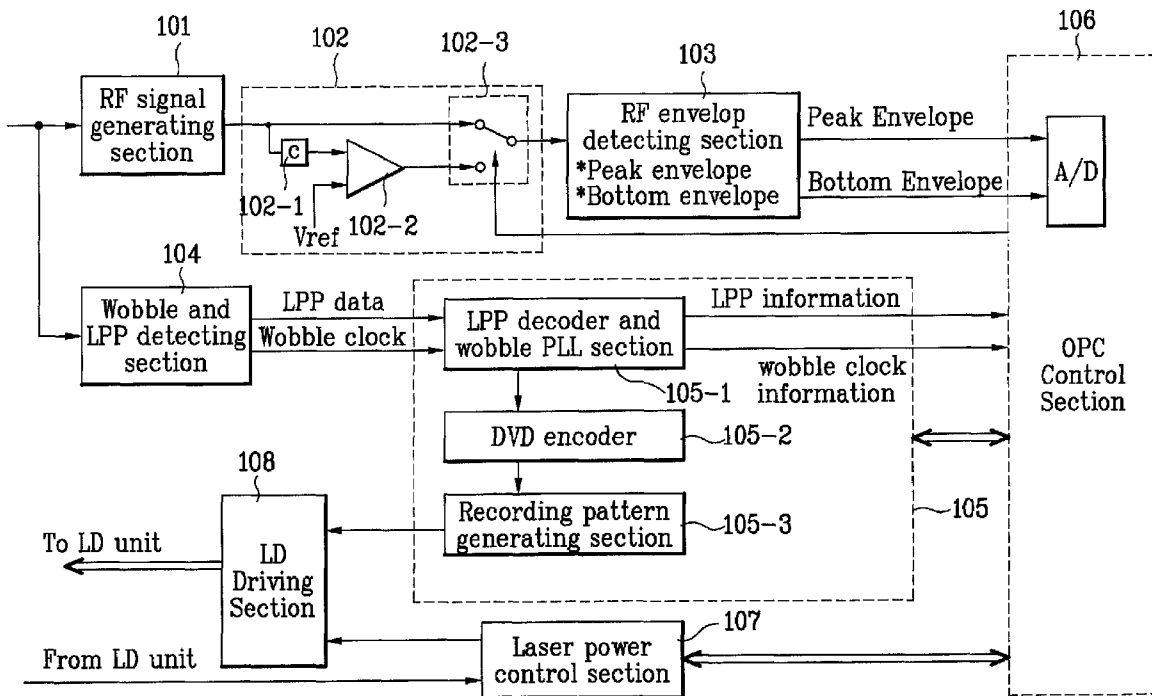 101
102
102-3
103
106
RF signal
generating
section
C
102-1
Vref
102-2
RF envelop
detecting section
*Peak envelope
*Bottom envelope
Peak Envelope
Bottom Envelope
A/D
104
Wobble and
LPP detecting
section
LPP data
Wobble clock
LPP decoder and
wobble PLL section
105-1
LPP information
wobble clock
information
OPC
Control
Section
DVD encoder
105-2
108
Recording pattern
generating section
105-3
105
To LD unit
LD
Driving
Section
107
From LD unit
Laser power
control section